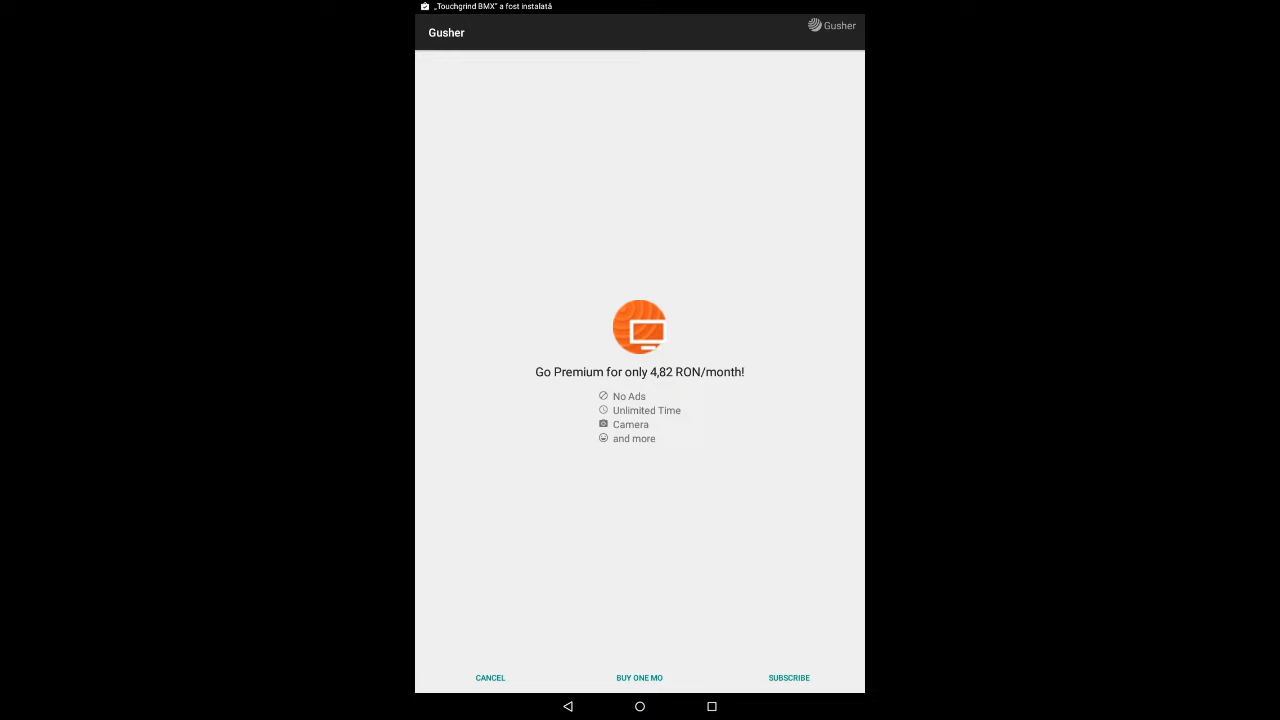 „Touchgrind BMX” a fost instalată
Gusher
Gusher
Go Premium for only 4,82 RON/month!
No Ads
Unlimited Time
Camera
and more
CANCEL
BUY ONE MO
SUBSCRIBE